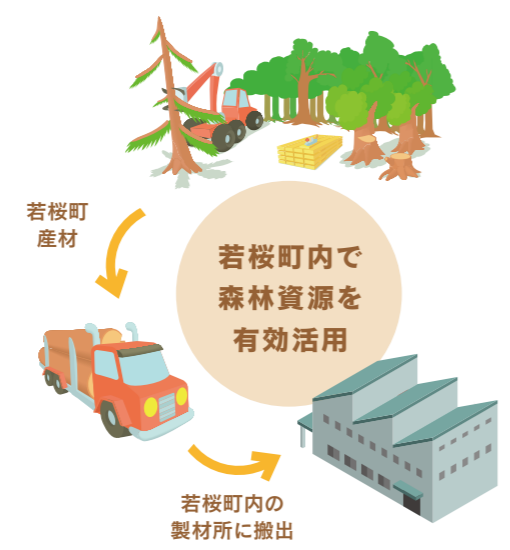 若桜町
産材
若桜町内で
森林資源を
有効活用
若桜町内の
製材所に搬出